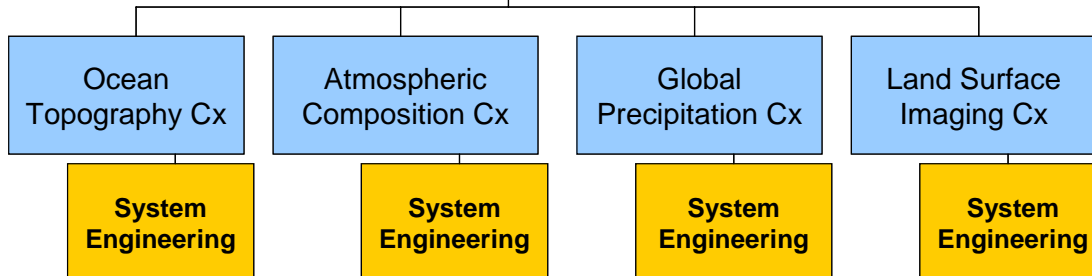 Ocean
Topography Cx
Atmospheric
Composition Cx
Global
Precipitation Cx
Land Surface
Imaging Cx
System
Engineering
System
Engineering
System
Engineering
System
Engineering